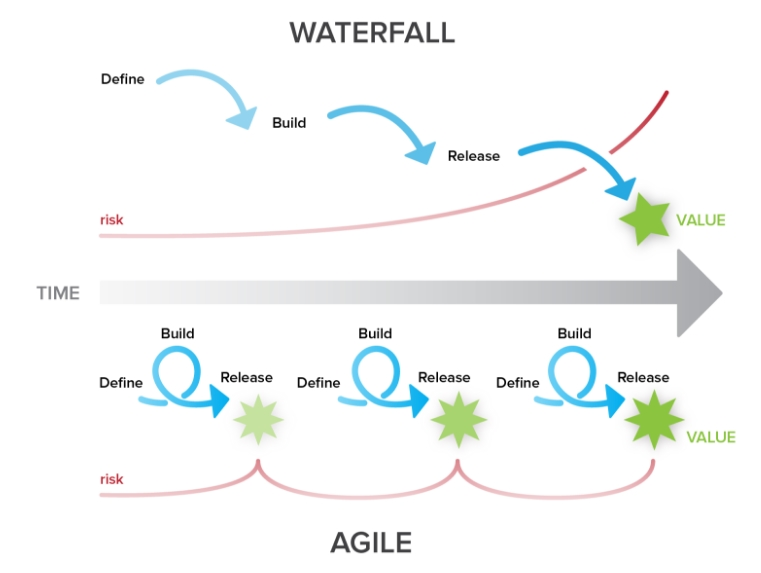 WATERFALL
Define
Build
Release
risk
VALUE
TIME
Build
Build
Build
Define
Release
Define
Release
Define
Release
VALUE
risk
AGILE